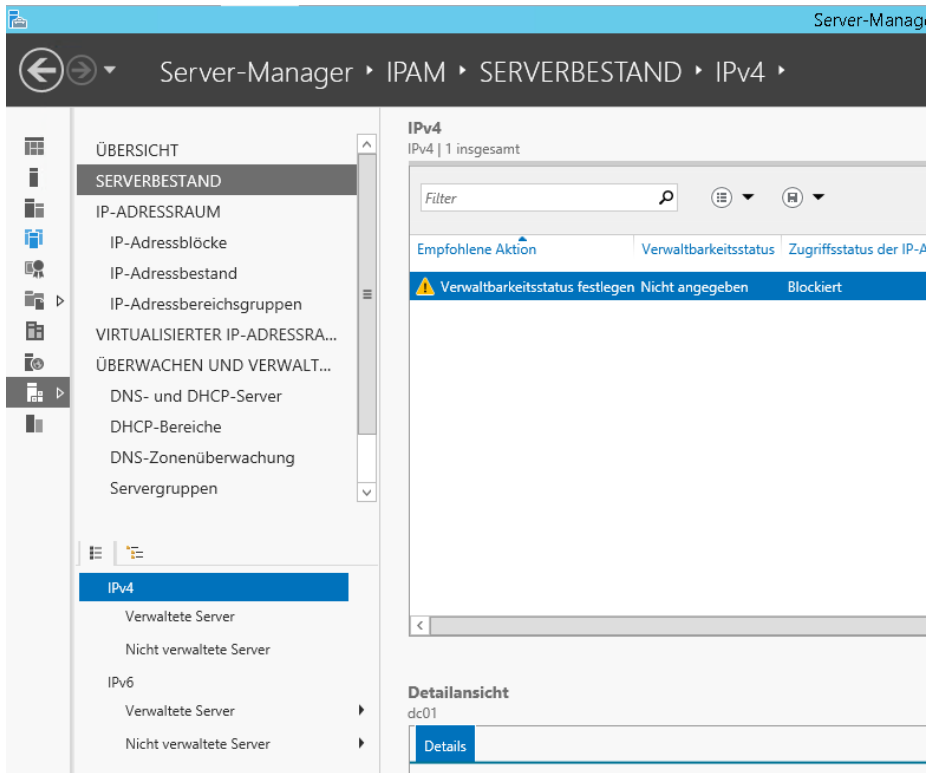 Server-Manage
Server-Manager ‣ IPAM ‣ SERVERBESTAND ‣ IPv4 ‣
ÜBERSICHT
SERVERBESTAND
IP-ADRESSRAUM
IP-Adressblöcke
IP-Adressbestand
IP-Adressbereichsgruppen
VIRTUALISIERTER IP-ADRESSRA...
ÜBERWACHEN UND VERWALT...
DNS- und DHCP-Server
DHCP-Bereiche
DNS-Zonenüberwachung
Servergruppen
IPv4
Verwaltete Server
Nicht verwaltete Server
IPv6
Verwaltete Server
Nicht verwaltete Server
IPv4
IPv4 | 1 insgesamt
Filter
Empfohlene Aktion Verwaltbarkeitsstatus Zugriffsstatus der IP-A
Verwaltbarkeitsstatus festlegen Nicht angegeben Blockiert
Detailansicht
dc01
Details